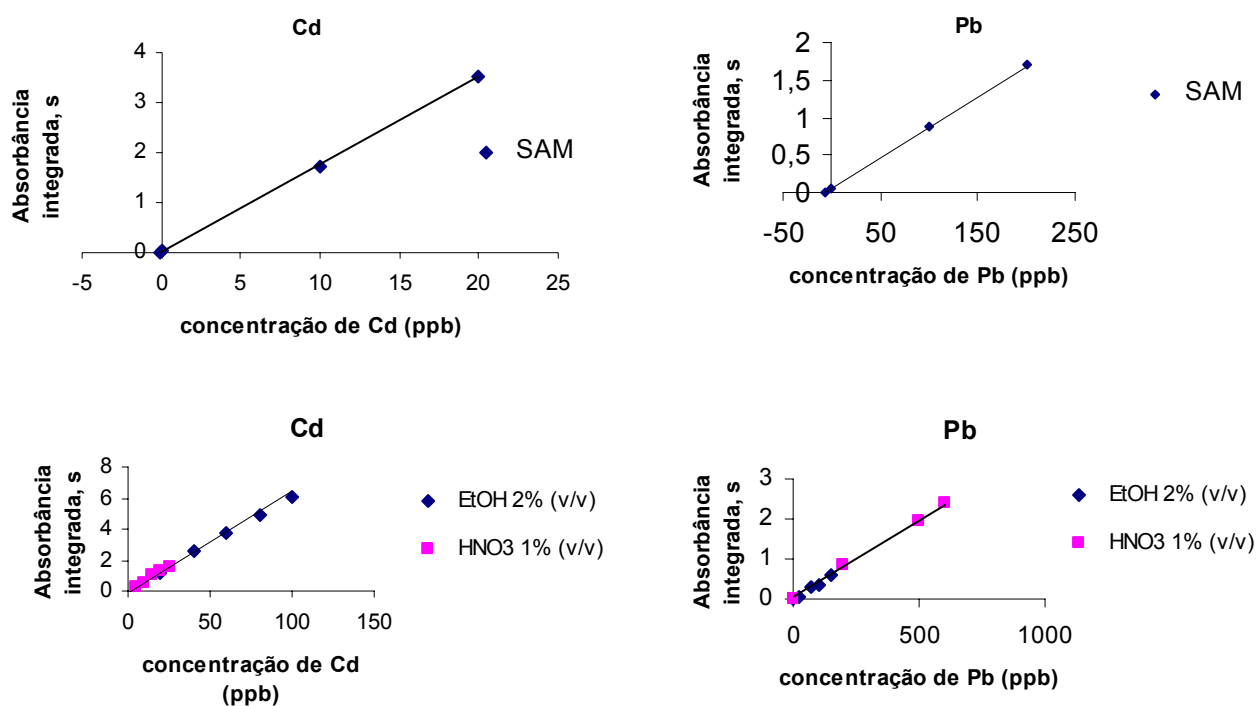 Cd
Absorbância
integrada, s
4
3
2
1
0
-5
0
5
10
15
20
25
SAM
concentração de Cd (ppb)
Pb
Absorbância
integrada, s
2
1,5
1
0,5
0
-50
50
150
250
SAM
concentração de Pb (ppb)
Cd
Absorbância
integrada, s
8
6
4
2
0
0
50
100
150
EtOH 2% (v/v)
HNO3 1% (v/v)
concentração de Cd
(ppb)
Pb
Absorbância
integrada, s
3
2
1
0
0
500
1000
EtOH 2% (v/v)
HNO3 1% (v/v)
concentração de Pb (ppb)